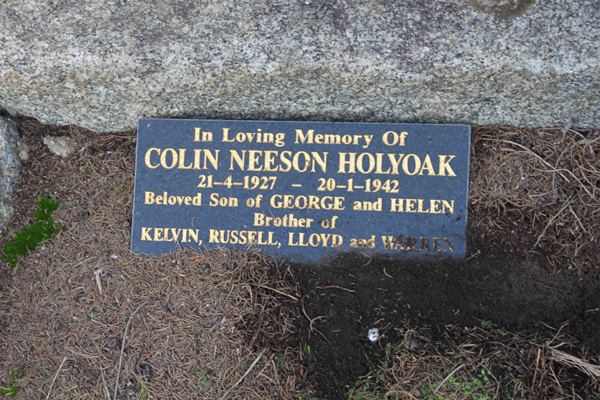 In Loving Memory Of
COLIN NEESON HOLYOAK
21-4-1927 - 20-1-1942
Beloved Son of GEORGE and HELEN
Brother of
KELVIN, RUSSELL, LLOYD and WARREN